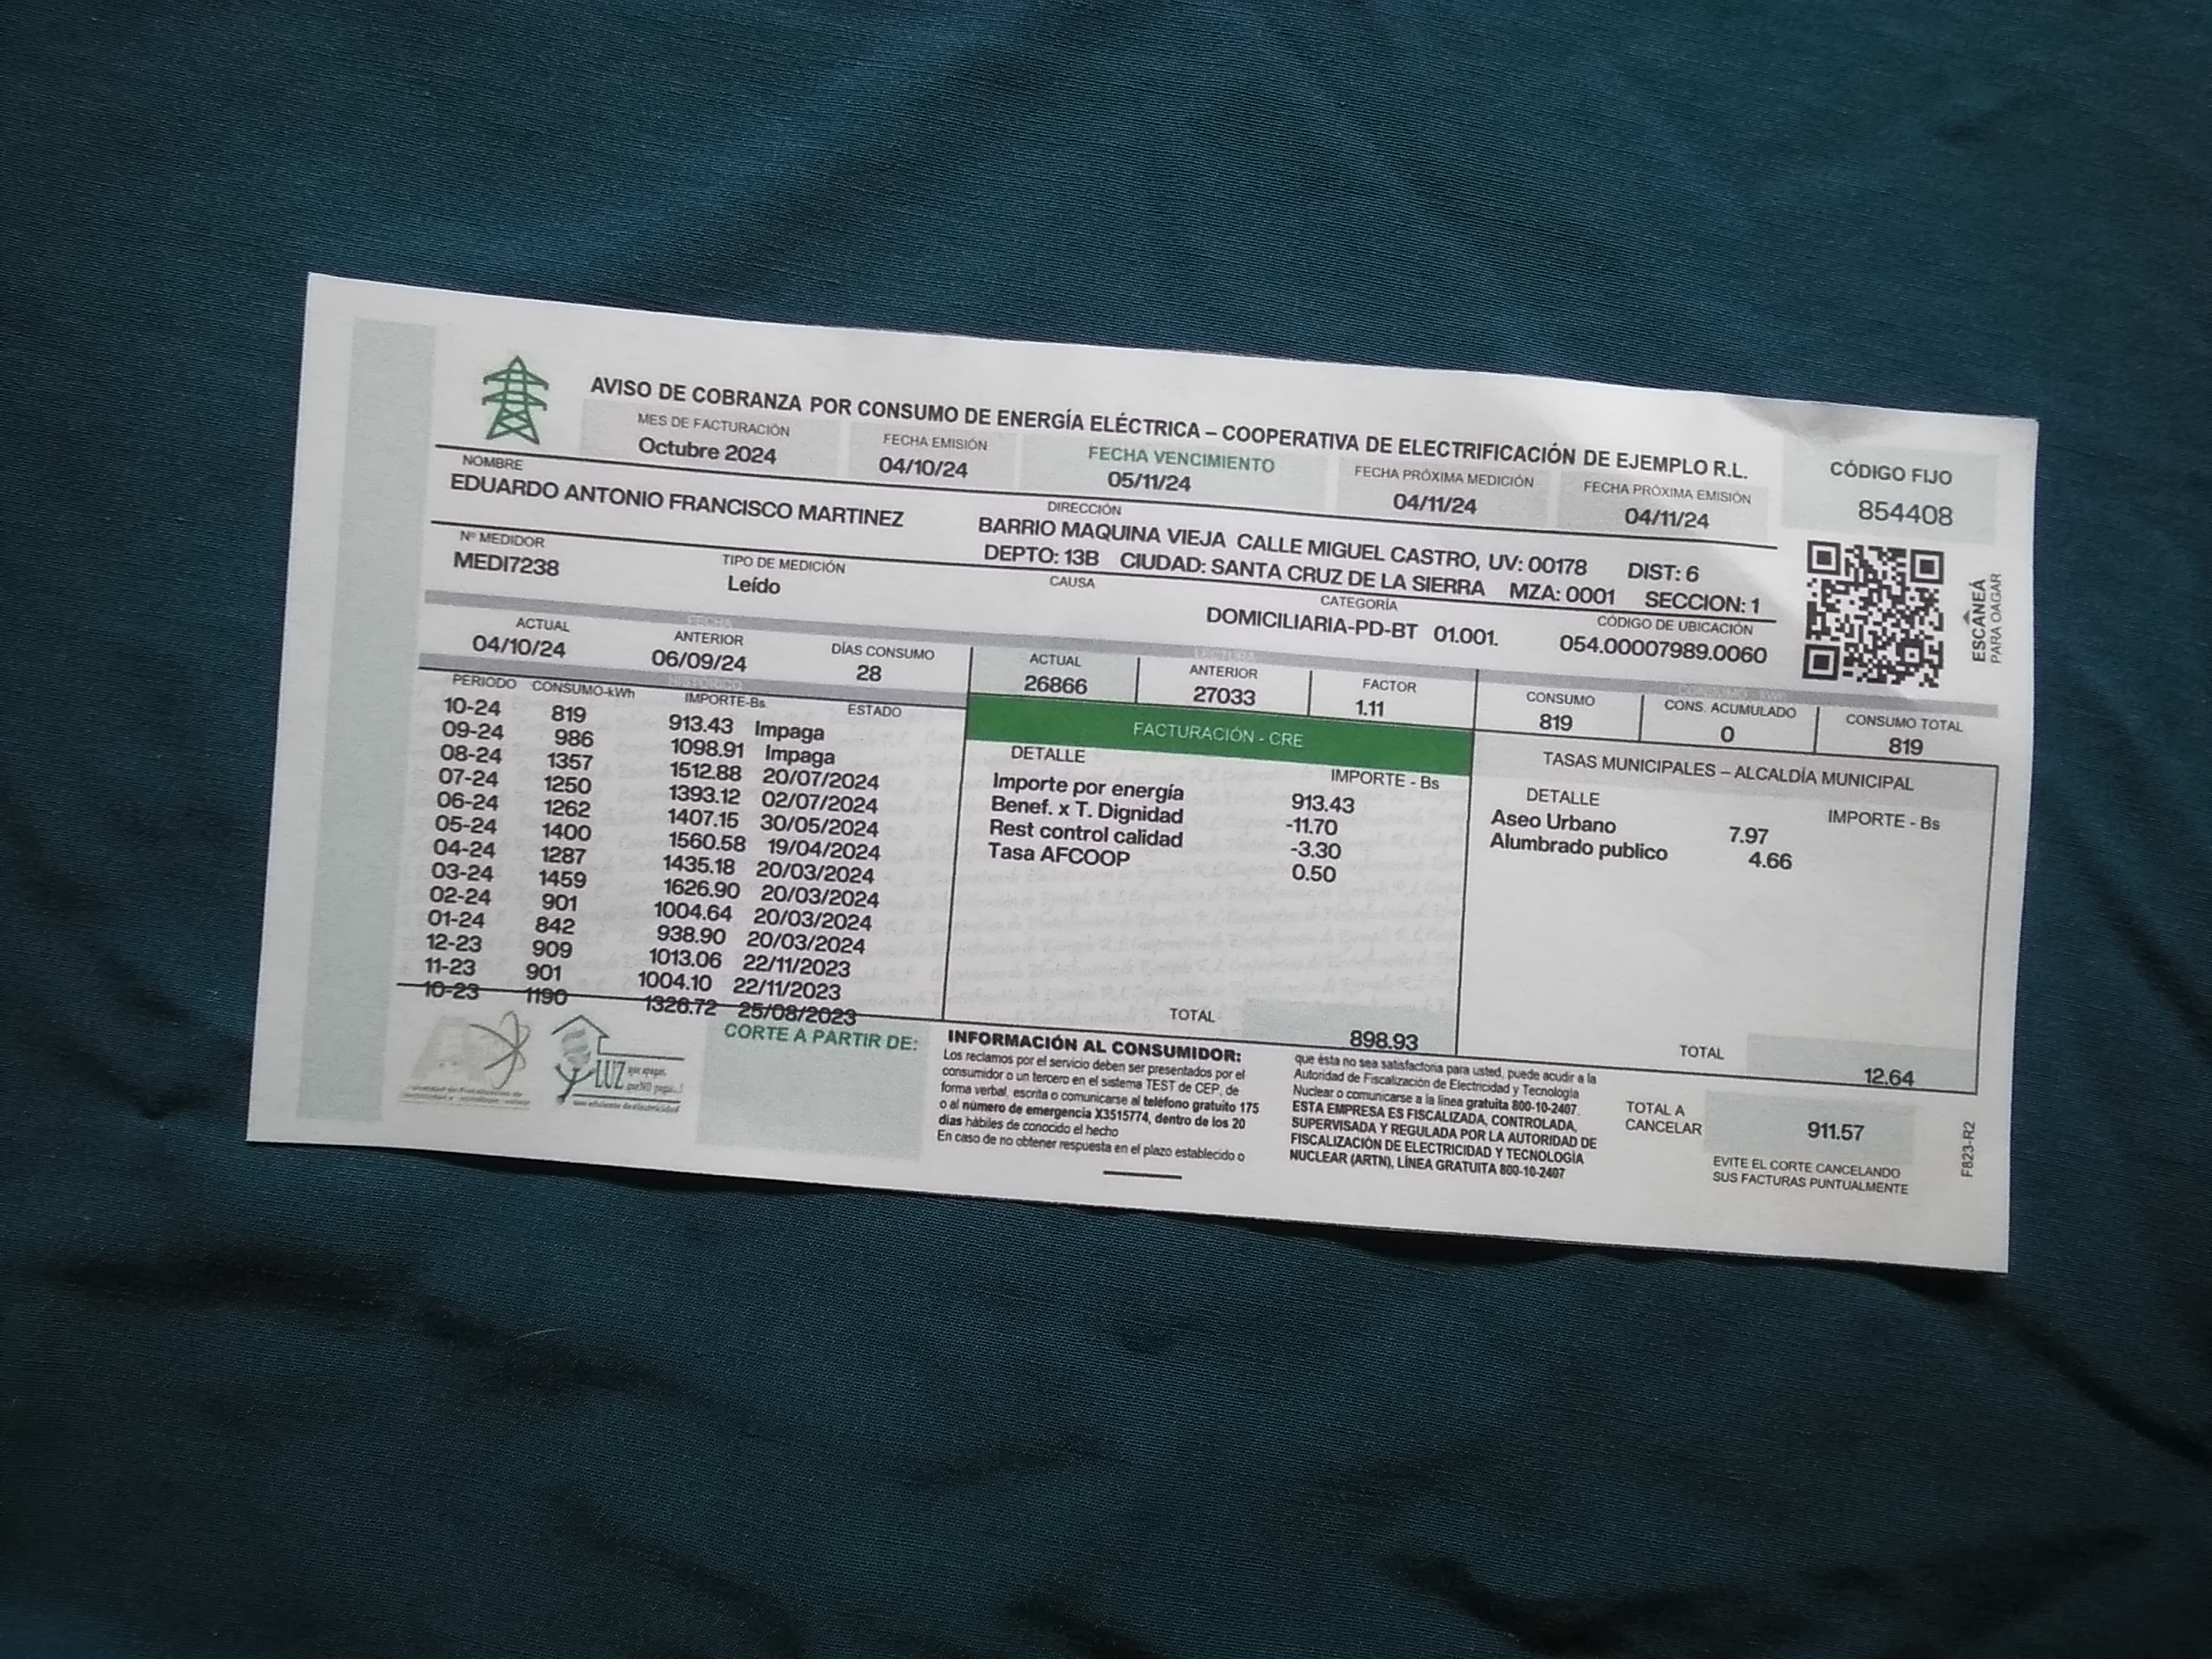 AVISO DE COBRANZA POR CONSUMO DE ENERGÍA ELÉCTRICA – COOPERATIVA DE ELECTRIFICACIÓN DE EJEMPLO R.L.
MES DE FACTURACIÓN
Octubre 2024
FECHA EMISIÓN
04/10/24
FECHA VENCIMIENTO
05/11/24
FECHA PRÓXIMA MEDICIÓN
04/11/24
FECHA PRÓXIMA EMISIÓN
04/11/24
CÓDIGO FIJO
854408
NOMBRE
EDUARDO ANTONIO FRANCISCO MARTINEZ
DIRECCIÓN
BARRIO MAQUINA VIEJA CALLE MIGUEL CASTRO, UV: 00178 DIST: 6
DEPTO: 13B CIUDAD: SANTA CRUZ DE LA SIERRA MZA: 0001 SECCION: 1
Nº MEDIDOR
MEDI7238
TIPO DE MEDICIÓN
Leído
CAUSA
CATEGORÍA
DOMICILIARIA-PD-BT 01.001.
CÓDIGO DE UBICACIÓN
054.00007989.0060
ESCANEÁ
PARA OAGAR
FECHA
ACTUAL
04/10/24
ANTERIOR
06/09/24
DÍAS CONSUMO
28
LECTURA
ACTUAL
26866
ANTERIOR
27033
FACTOR
1.11
CONSUMO - kWh
CONSUMO
819
CONS. ACUMULADO
0
CONSUMO TOTAL
819
HISTÓRICO
PERIODO CONSUMO-kWh IMPORTE-Bs ESTADO
10-24 819 913.43 Impaga
09-24 986 1098.91 Impaga
08-24 1357 1512.88 20/07/2024
07-24 1250 1393.12 02/07/2024
06-24 1262 1407.15 30/05/2024
05-24 1400 1560.58 19/04/2024
04-24 1287 1435.18 20/03/2024
03-24 1459 1626.90 20/03/2024
02-24 901 1004.64 20/03/2024
01-24 842 938.90 20/03/2024
12-23 909 1013.06 22/11/2023
11-23 901 1004.10 22/11/2023
10-23 1190 1326.72 25/08/2023
FACTURACIÓN - CRE
DETALLE IMPORTE - Bs
Importe por energía 913.43
Benef. x T. Dignidad -11.70
Rest control calidad -3.30
Tasa AFCOOP 0.50
TOTAL 898.93
TASAS MUNICIPALES – ALCALDÍA MUNICIPAL
DETALLE IMPORTE - Bs
Aseo Urbano 7.97
Alumbrado publico 4.66
TOTAL 12.64
LUZ que apagas,
luz que NO pagas...!
CORTE A PARTIR DE:
INFORMACIÓN AL CONSUMIDOR:
Los reclamos por el servicio deben ser presentados por el
consumidor o un tercero en el sistema TEST de CEP, de
forma verbal, escrita o comunicarse al teléfono gratuito 175
o al número de emergencia X3515774, dentro de los 20
días hábiles de conocido el hecho
En caso de no obtener respuesta en el plazo establecido o
que ésta no sea satisfactoria para usted, puede acudir a la
Autoridad de Fiscalización de Electricidad y Tecnología
Nuclear o comunicarse a la línea gratuita 800-10-2407.
ESTA EMPRESA ES FISCALIZADA, CONTROLADA,
SUPERVISADA Y REGULADA POR LA AUTORIDAD DE
FISCALIZACIÓN DE ELECTRICIDAD Y TECNOLOGÍA
NUCLEAR (ARTN), LÍNEA GRATUITA 800-10-2407
TOTAL A
CANCELAR
911.57
EVITE EL CORTE CANCELANDO
SUS FACTURAS PUNTUALMENTE
F823-R2